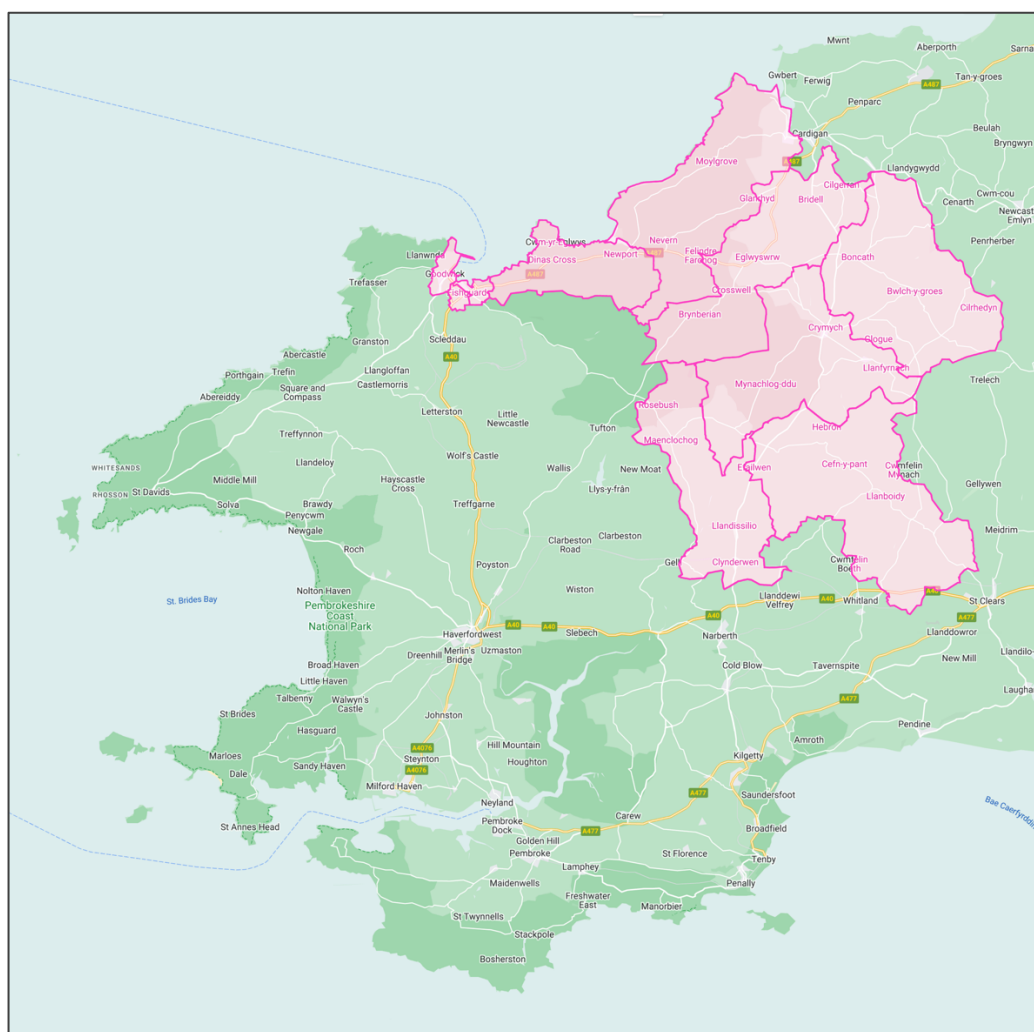 Mwnt
Aberporth
Sarna
Gwbert
Ferwig
Tan-y-groes
A487
Penparc
Cardigan
Beulah
Bryngwyn
Moylgrove
A487
Llandygwydd
Cilgerran
Glanrhyd
Bridell
Cenarth
Cwm-cou
Newcastle
Emlyn
Cwm-yr-Eglwys
Nevern
Penrherber
Llanwnda
Dinas Cross
Newport
A487
Felindre
Farchog
Eglwyswrw
Boncath
Goodwick
A487
Trefasser
Fishguard
Crosswell
Bwlch-y-groes
Cilrhedyn
Brynberian
Crymych
Scleddau
Glogue
Granston
Abercastle
A40
Llanfyrnach
Trefin
Llangloffan
Porthgain
Castlemorris
Mynachlog-ddu
Trelech
Abereiddy
Square and
Compass
Letterston
Little
Newcastle
Rosebush
Treffynnon
Tufton
Hebron
Maenclochog
Wolf's Castle
Llandeloy
WHITESANDS
Wallis
New Moat
Efailwen
Cefn-y-pant
Cwmfelin
Mynach
St Davids
Middle Mill
Hayscastle
Cross
Llys-y-frân
Gellywen
RHOSSON
Solva
Brawdy
Treffgarne
Llanboidy
Penycwm
Newgale
Llandissilio
Meidrim
Roch
Clarbeston
Road
Clarbeston
Poyston
Clynderwen
Cwmfelin
Boeth
Nolton Haven
Wiston
St. Brides Bay
Pembrokeshire
Coast
National Park
Llanddewi
Velfrey
A40
Whitland
St Clears
A40
A40
A40
A477
Haverfordwest
Slebech
Narberth
Llanddowror
Merlin's
Bridge
Uzmaston
Dreenhill
Broad Haven
Cold Blow
Tavernspite
New Mill
Llandilo-
Little Haven
Talbenny
Walwyn's
Castle
Laugha
A477
St Brides
Johnston
Pendine
Hasguard
Hill Mountain
Amroth
Marloes
A4076
Steynton
Kilgetty
Sandy Haven
Houghton
Dale
A4076
Milford Haven
A477
Saundersfoot
Neyland
Bae Caerfyrddin
St Annes Head
Pembroke
Dock
Carew
Broadfield
A477
Golden Hill
St Florence
Pembroke
Tenby
Lamphey
Maidenwells
Penally
Freshwater
East
Manorbier
St Twynnells
Stackpole
Bosherston